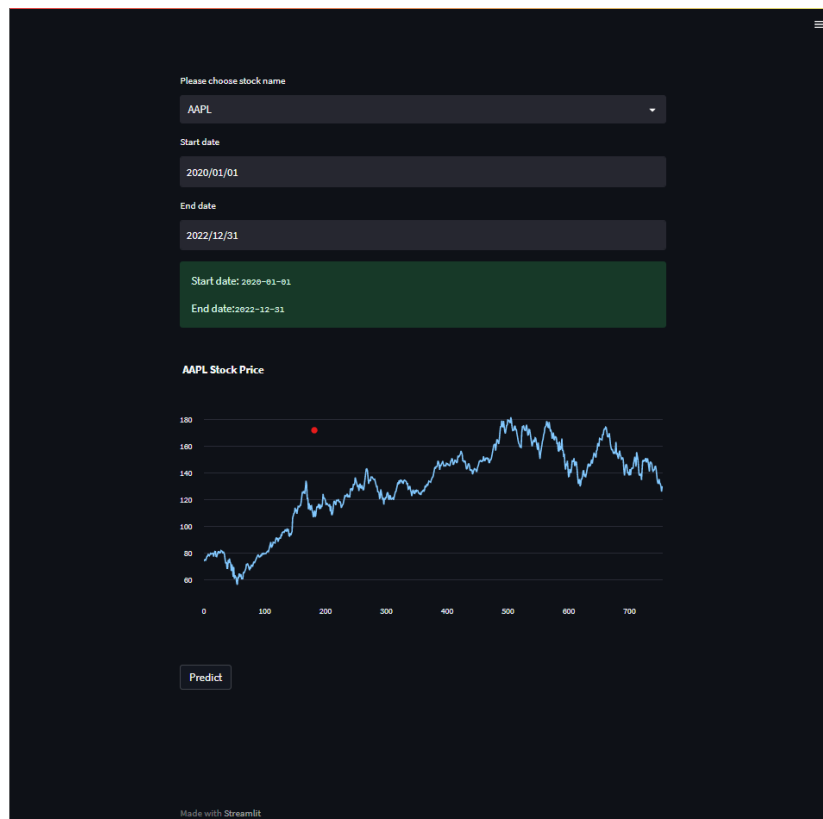 Please choose stock name
AAPL
Start date
2020/01/01
End date
2022/12/31
Start date: 2020-01-01
End date:2022-12-31
AAPL Stock Price
180
160
140
120
100
80
60
0 100 200 300 400 500 600 700
Predict
Made with Streamlit